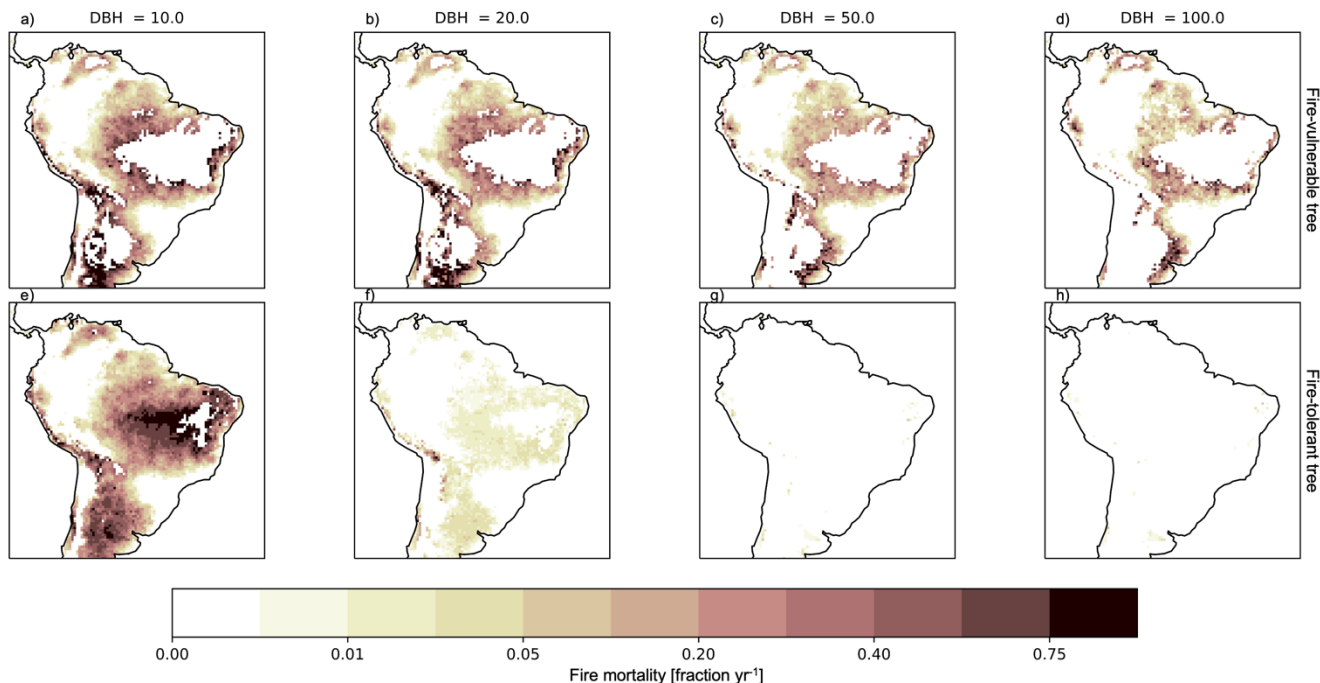 a) DBH = 10.0 b) DBH = 20.0 c) DBH = 50.0 d) DBH = 100.0
Fire-vulnerable tree
e) f) g) h)
Fire-tolerant tree
0.00 0.01 0.05 0.20 0.40 0.75
Fire mortality [fraction yr⁻¹]